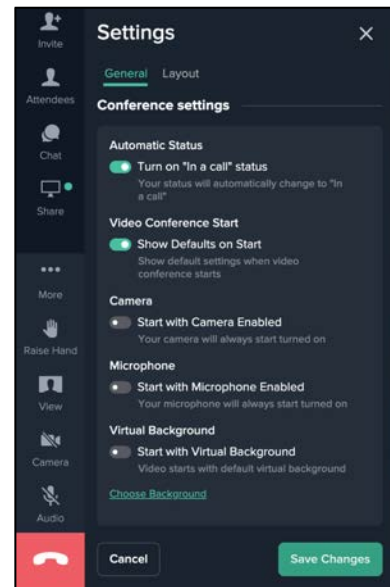 Invite
Attendees
Chat
Share
More
Raise Hand
View
Camera
Audio
Settings
General Layout
Conference settings
Automatic Status
Turn on "In a call" status
Your status will automatically change to "In
a call"
Video Conference Start
Show Defaults on Start
Show default settings when video
conference starts
Camera
Start with Camera Enabled
Your camera will always start turned on
Microphone
Start with Microphone Enabled
Your microphone will always start turned on
Virtual Background
Start with Virtual Background
Video starts with default virtual background
Choose Background
Cancel Save Changes